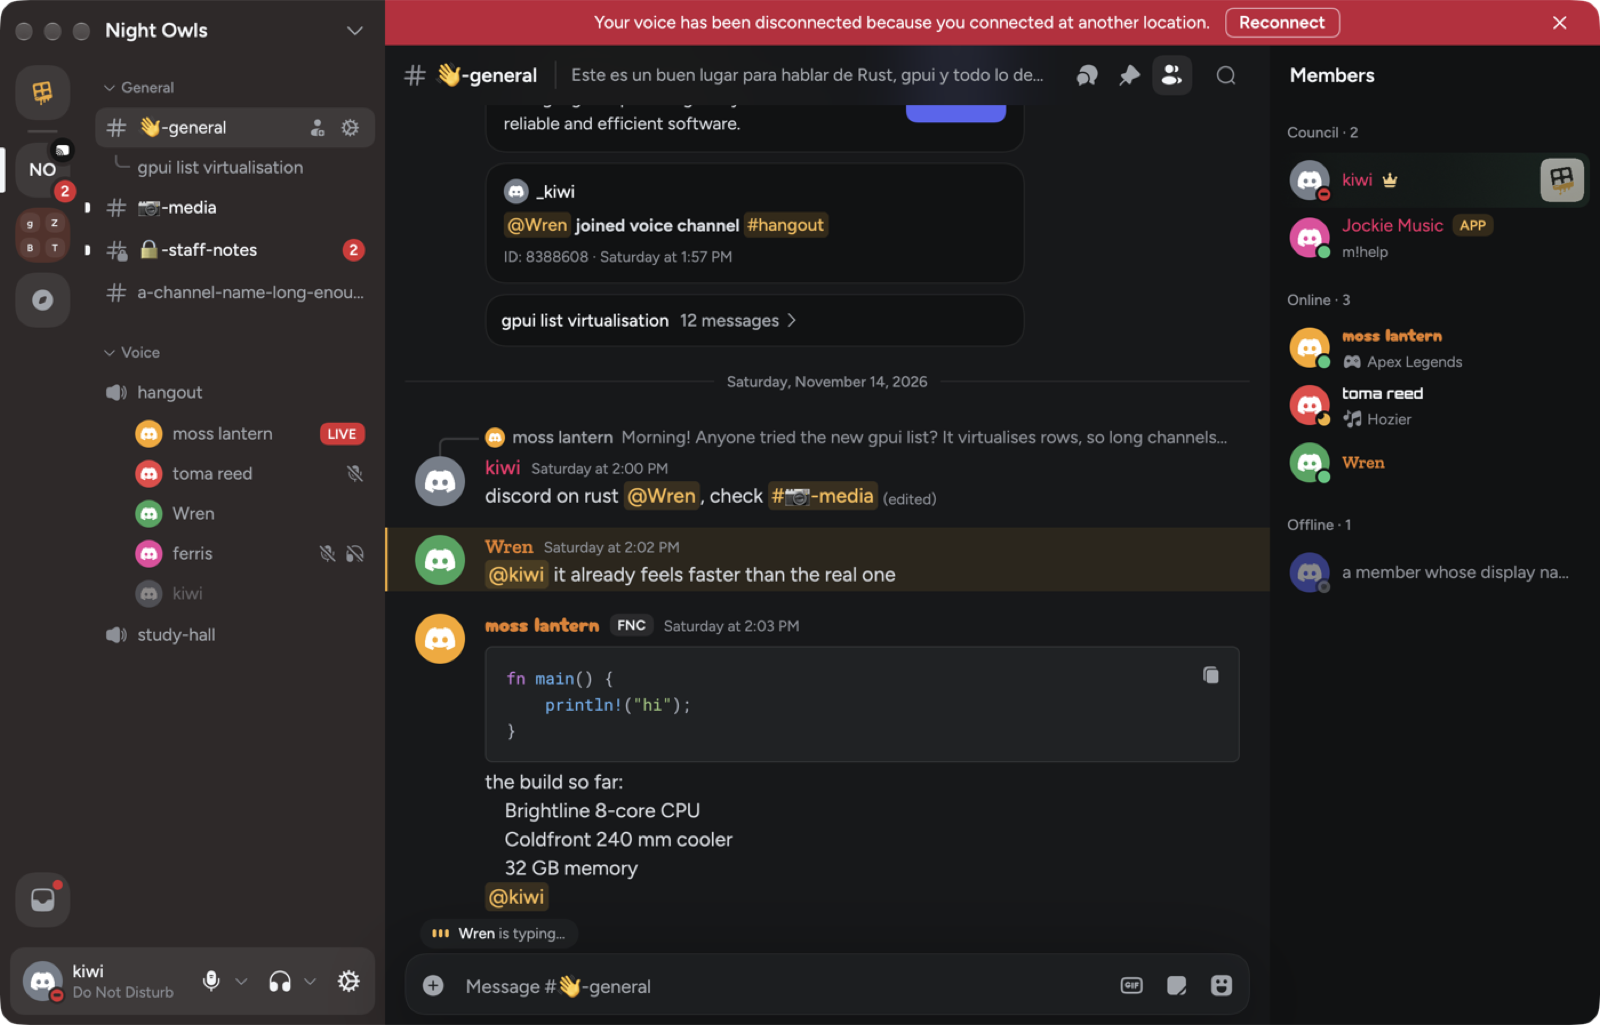 Night Owls
General
👋-general
gpui list virtualisation
📷-media
🔒-staff-notes 2
a-channel-name-long-enou...
NO
2
g Z
B T
Voice
hangout
moss lantern LIVE
toma reed
Wren
ferris
kiwi
study-hall
kiwi
Do Not Disturb
Your voice has been disconnected because you connected at another location. Reconnect
# 👋-general Este es un buen lugar para hablar de Rust, gpui y todo lo de...
reliable and efficient software.
_kiwi
@Wren joined voice channel #hangout
ID: 8388608 · Saturday at 1:57 PM
gpui list virtualisation 12 messages
Saturday, November 14, 2026
moss lantern Morning! Anyone tried the new gpui list? It virtualises rows, so long channels...
kiwi Saturday at 2:00 PM
discord on rust @Wren, check #📷-media (edited)
Wren Saturday at 2:02 PM
@kiwi it already feels faster than the real one
moss lantern FNC Saturday at 2:03 PM
fn main() {
println!("hi");
}
the build so far:
Brightline 8-core CPU
Coldfront 240 mm cooler
32 GB memory
@kiwi
Wren is typing...
Message #👋-general
GIF
Members
Council · 2
kiwi
Jockie Music APP
m!help
Online · 3
moss lantern
Apex Legends
toma reed
Hozier
Wren
Offline · 1
a member whose display na...